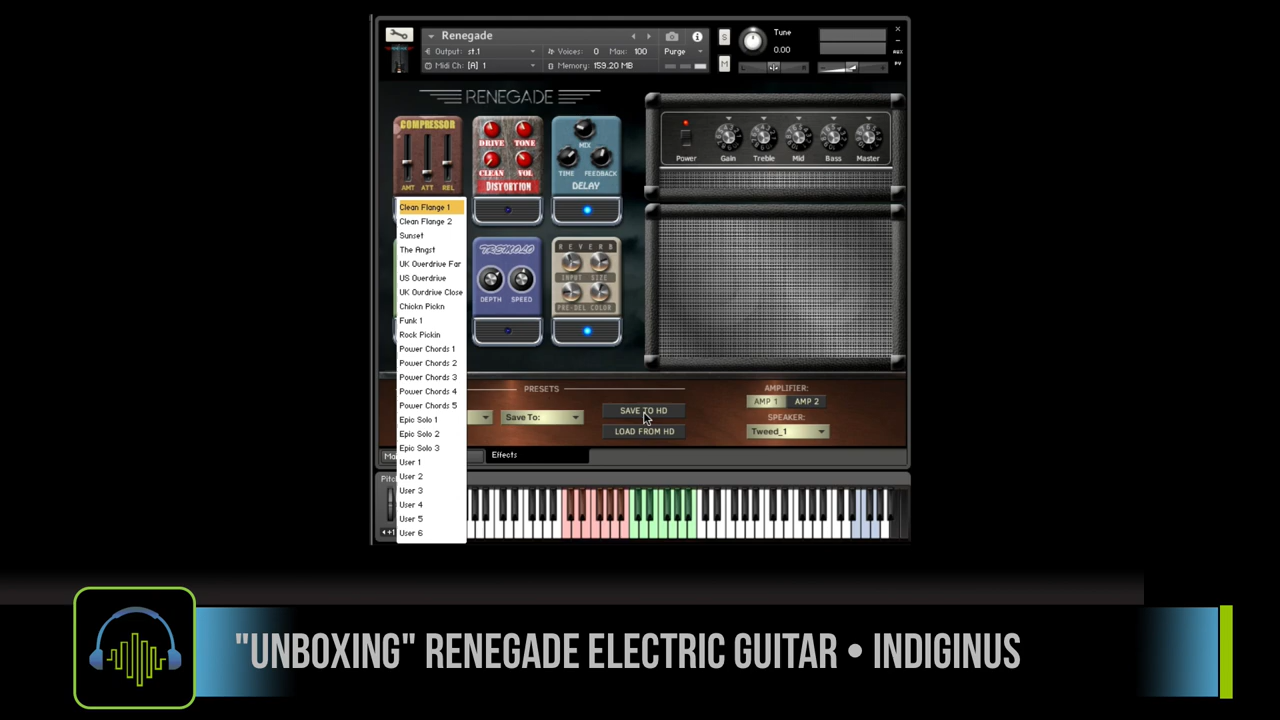 Renegade
Output: st.1
Voices: 0 Max: 100
Purge
Midi Ch: [A] 1
Memory: 159.20 MB
S
M
Tune
0.00
AUX
PV
RENEGADE
COMPRESSOR
AMT ATT REL
DRIVE TONE
CLEAN VOL
DISTORTION
MIX
TIME FEEDBACK
DELAY
Power Gain Treble Mid Bass Master
Clean Flange 1
Clean Flange 2
Sunset
The Angst
UK Overdrive Far
US Overdrive
UK Ovrdrive Close
Chickn Pickn
Funk 1
Rock Pickin
Power Chords 1
Power Chords 2
Power Chords 3
Power Chords 4
Power Chords 5
Epic Solo 1
Epic Solo 2
Epic Solo 3
User 1
User 2
User 3
User 4
User 5
User 6
TREMOLO
DEPTH SPEED
REVERB
INPUT SIZE
PRE-DEL COLOR
PRESETS
Save To:
SAVE TO HD
LOAD FROM HD
AMPLIFIER:
AMP 1 AMP 2
SPEAKER:
Tweed_1
Effects
"UNBOXING" RENEGADE ELECTRIC GUITAR • INDIGINUS